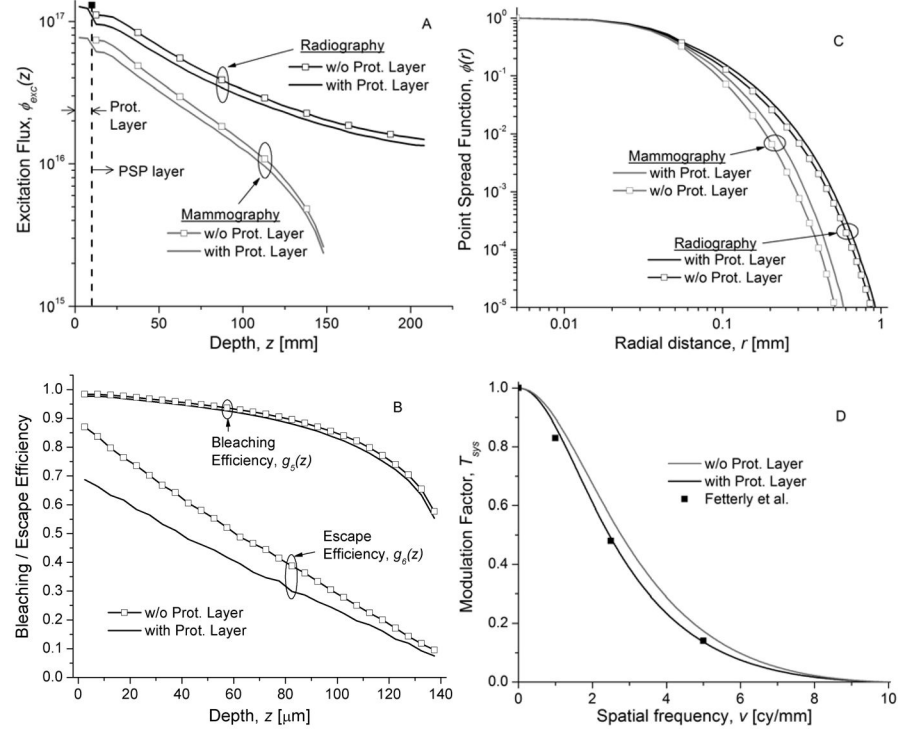 A
10^17
10^16
10^15
Excitation Flux, ϕexc(z)
Radiography
w/o Prot. Layer
with Prot. Layer
Prot.
Layer
PSP layer
Mammography
w/o Prot. Layer
with Prot. Layer
0 50 100 150 200
Depth, z [mm]
C
10^0
10^-1
10^-2
10^-3
10^-4
10^-5
Point Spread Function, ϕ(r)
Mammography
with Prot. Layer
w/o Prot. Layer
Radiography
with Prot. Layer
w/o Prot. Layer
0.01 0.1 1
Radial distance, r [mm]
B
1.0
0.9
0.8
0.7
0.6
0.5
0.4
0.3
0.2
0.1
0.0
Bleaching / Escape Efficiency
Bleaching
Efficiency, g5(z)
Escape
Efficiency, g6(z)
w/o Prot. Layer
with Prot. Layer
0 20 40 60 80 100 120 140
Depth, z [μm]
D
1.0
0.8
0.6
0.4
0.2
0.0
Modulation Factor, Tsys
w/o Prot. Layer
with Prot. Layer
Fetterly et al.
0 2 4 6 8 10
Spatial frequency, v [cy/mm]